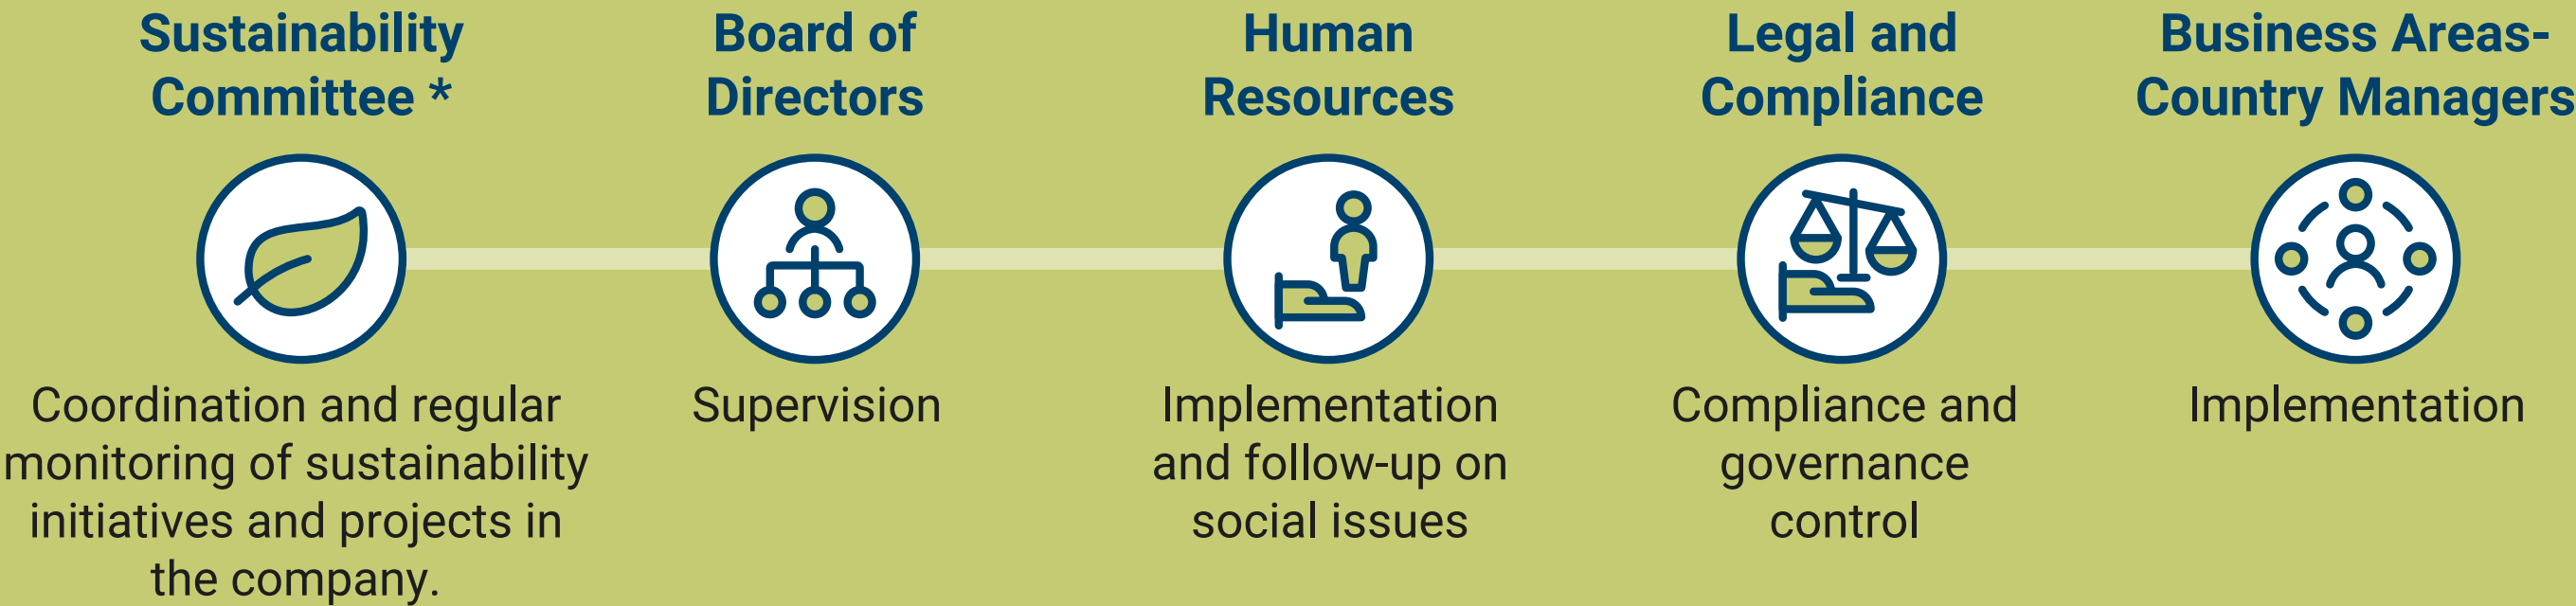 Sustainability
Committee *
Coordination and regular
monitoring of sustainability
initiatives and projects in
the company.
Board of
Directors
Supervision
Human
Resources
Implementation
and follow-up on
social issues
Legal and
Compliance
Compliance and
governance
control
Business Areas-
Country Managers
Implementation